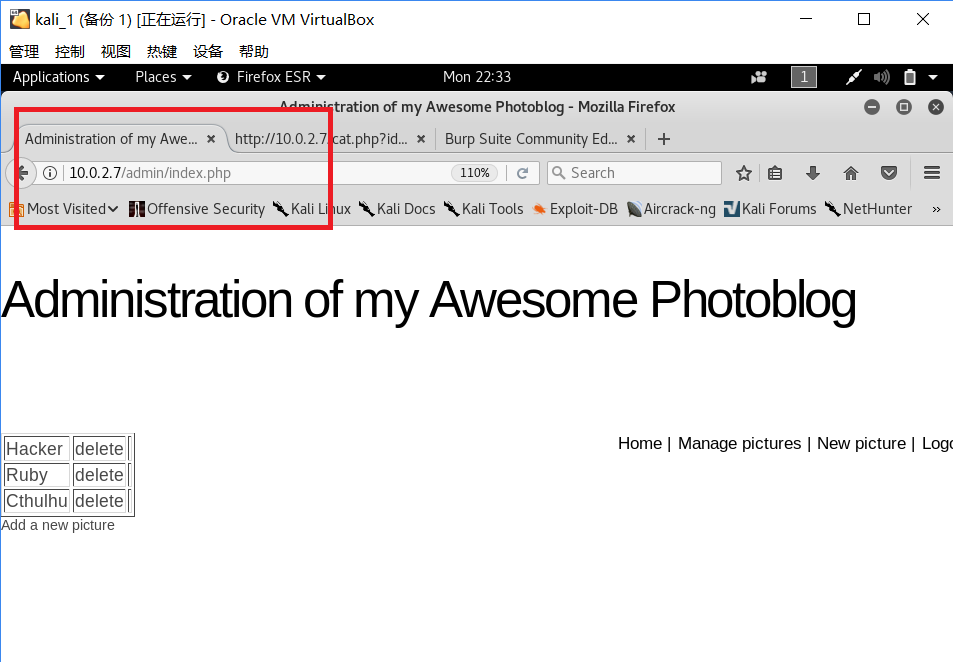 kali_1 (备份 1) [正在运行] - Oracle VM VirtualBox
管理 控制 视图 热键 设备 帮助
Applications Places Firefox ESR Mon 22:33 1
Administration of my Awesome Photoblog - Mozilla Firefox
Administration of my Awe... http://10.0.2.7/cat.php?id... Burp Suite Community Ed...
10.0.2.7/admin/index.php 110% Search
Most Visited Offensive Security Kali Linux Kali Docs Kali Tools Exploit-DB Aircrack-ng Kali Forums NetHunter »
Administration of my Awesome Photoblog
Home | Manage pictures | New picture | Logo
Hacker delete
Ruby delete
Cthulhu delete
Add a new picture